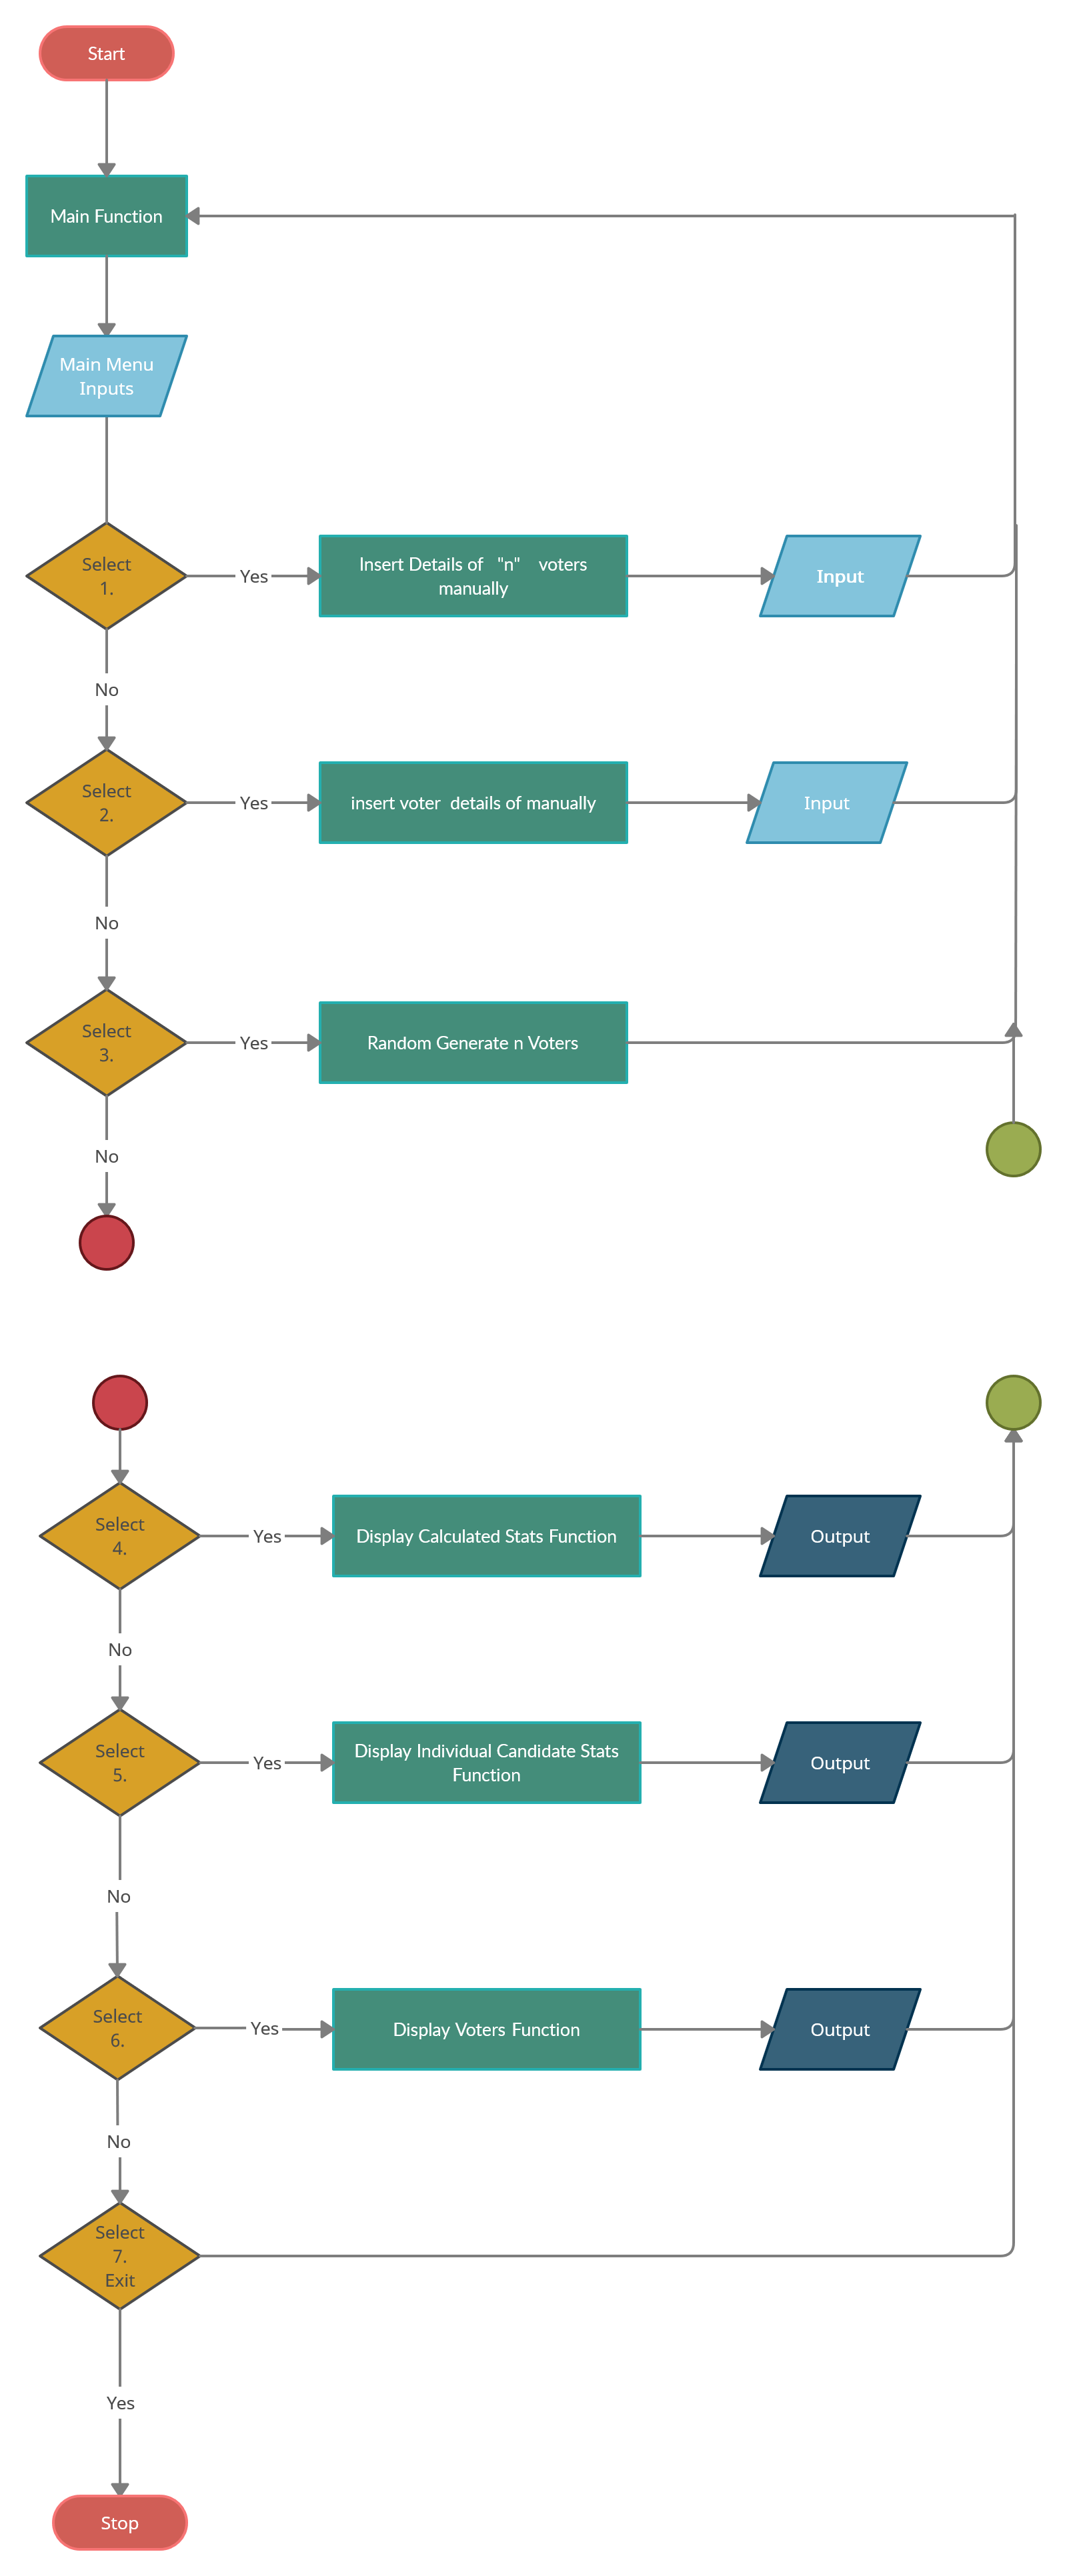 Start
Main Function
Main Menu
Inputs
Select
1.
Yes
Insert Details of "n" voters
manually
Input
No
Select
2.
Yes
insert voter details of manually
Input
No
Select
3.
Yes
Random Generate n Voters
No
Select
4.
Yes
Display Calculated Stats Function
Output
No
Select
5.
Yes
Display Individual Candidate Stats
Function
Output
No
Select
6.
Yes
Display Voters Function
Output
No
Select
7.
Exit
Yes
Stop